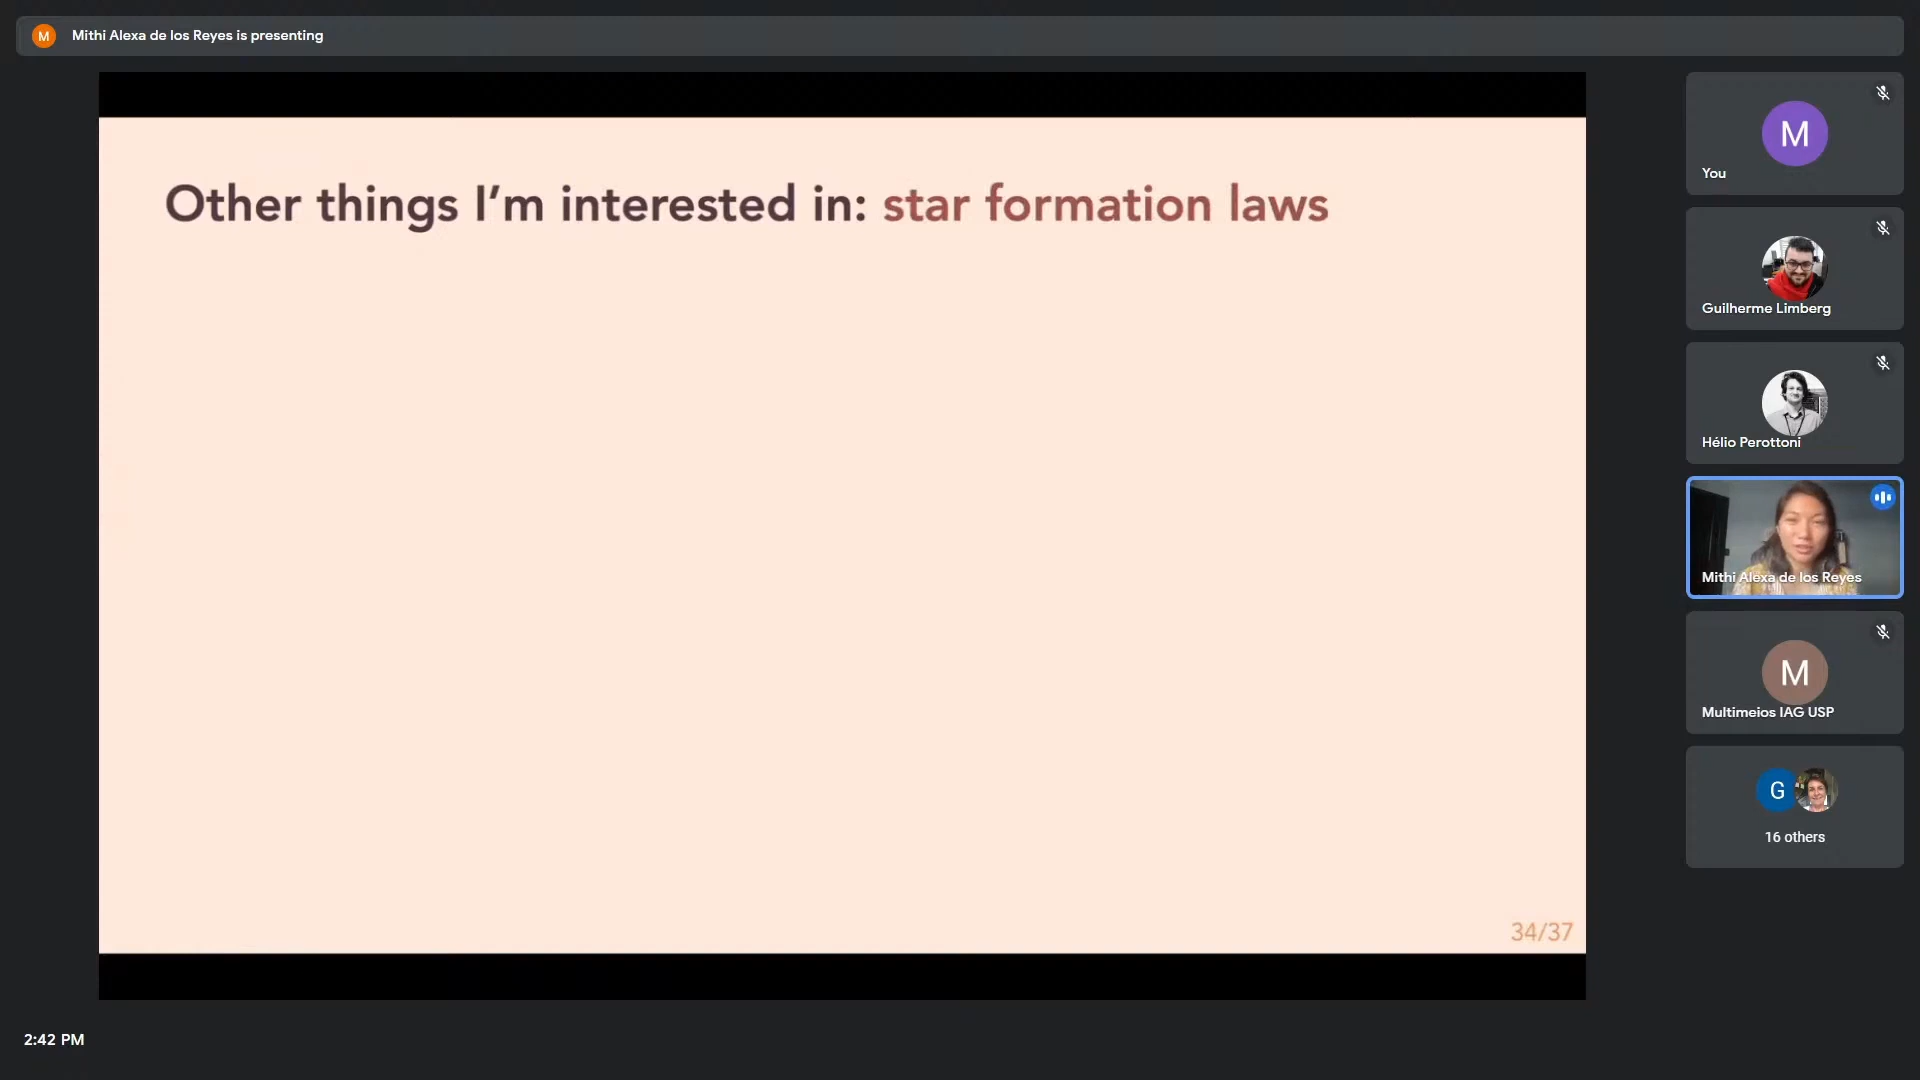 M Mithi Alexa de los Reyes is presenting
Other things I'm interested in: star formation laws
34/37
M
You
Guilherme Limberg
Hélio Perottoni
Mithi Alexa de los Reyes
M
Multimeios IAG USP
G
16 others
2:42 PM